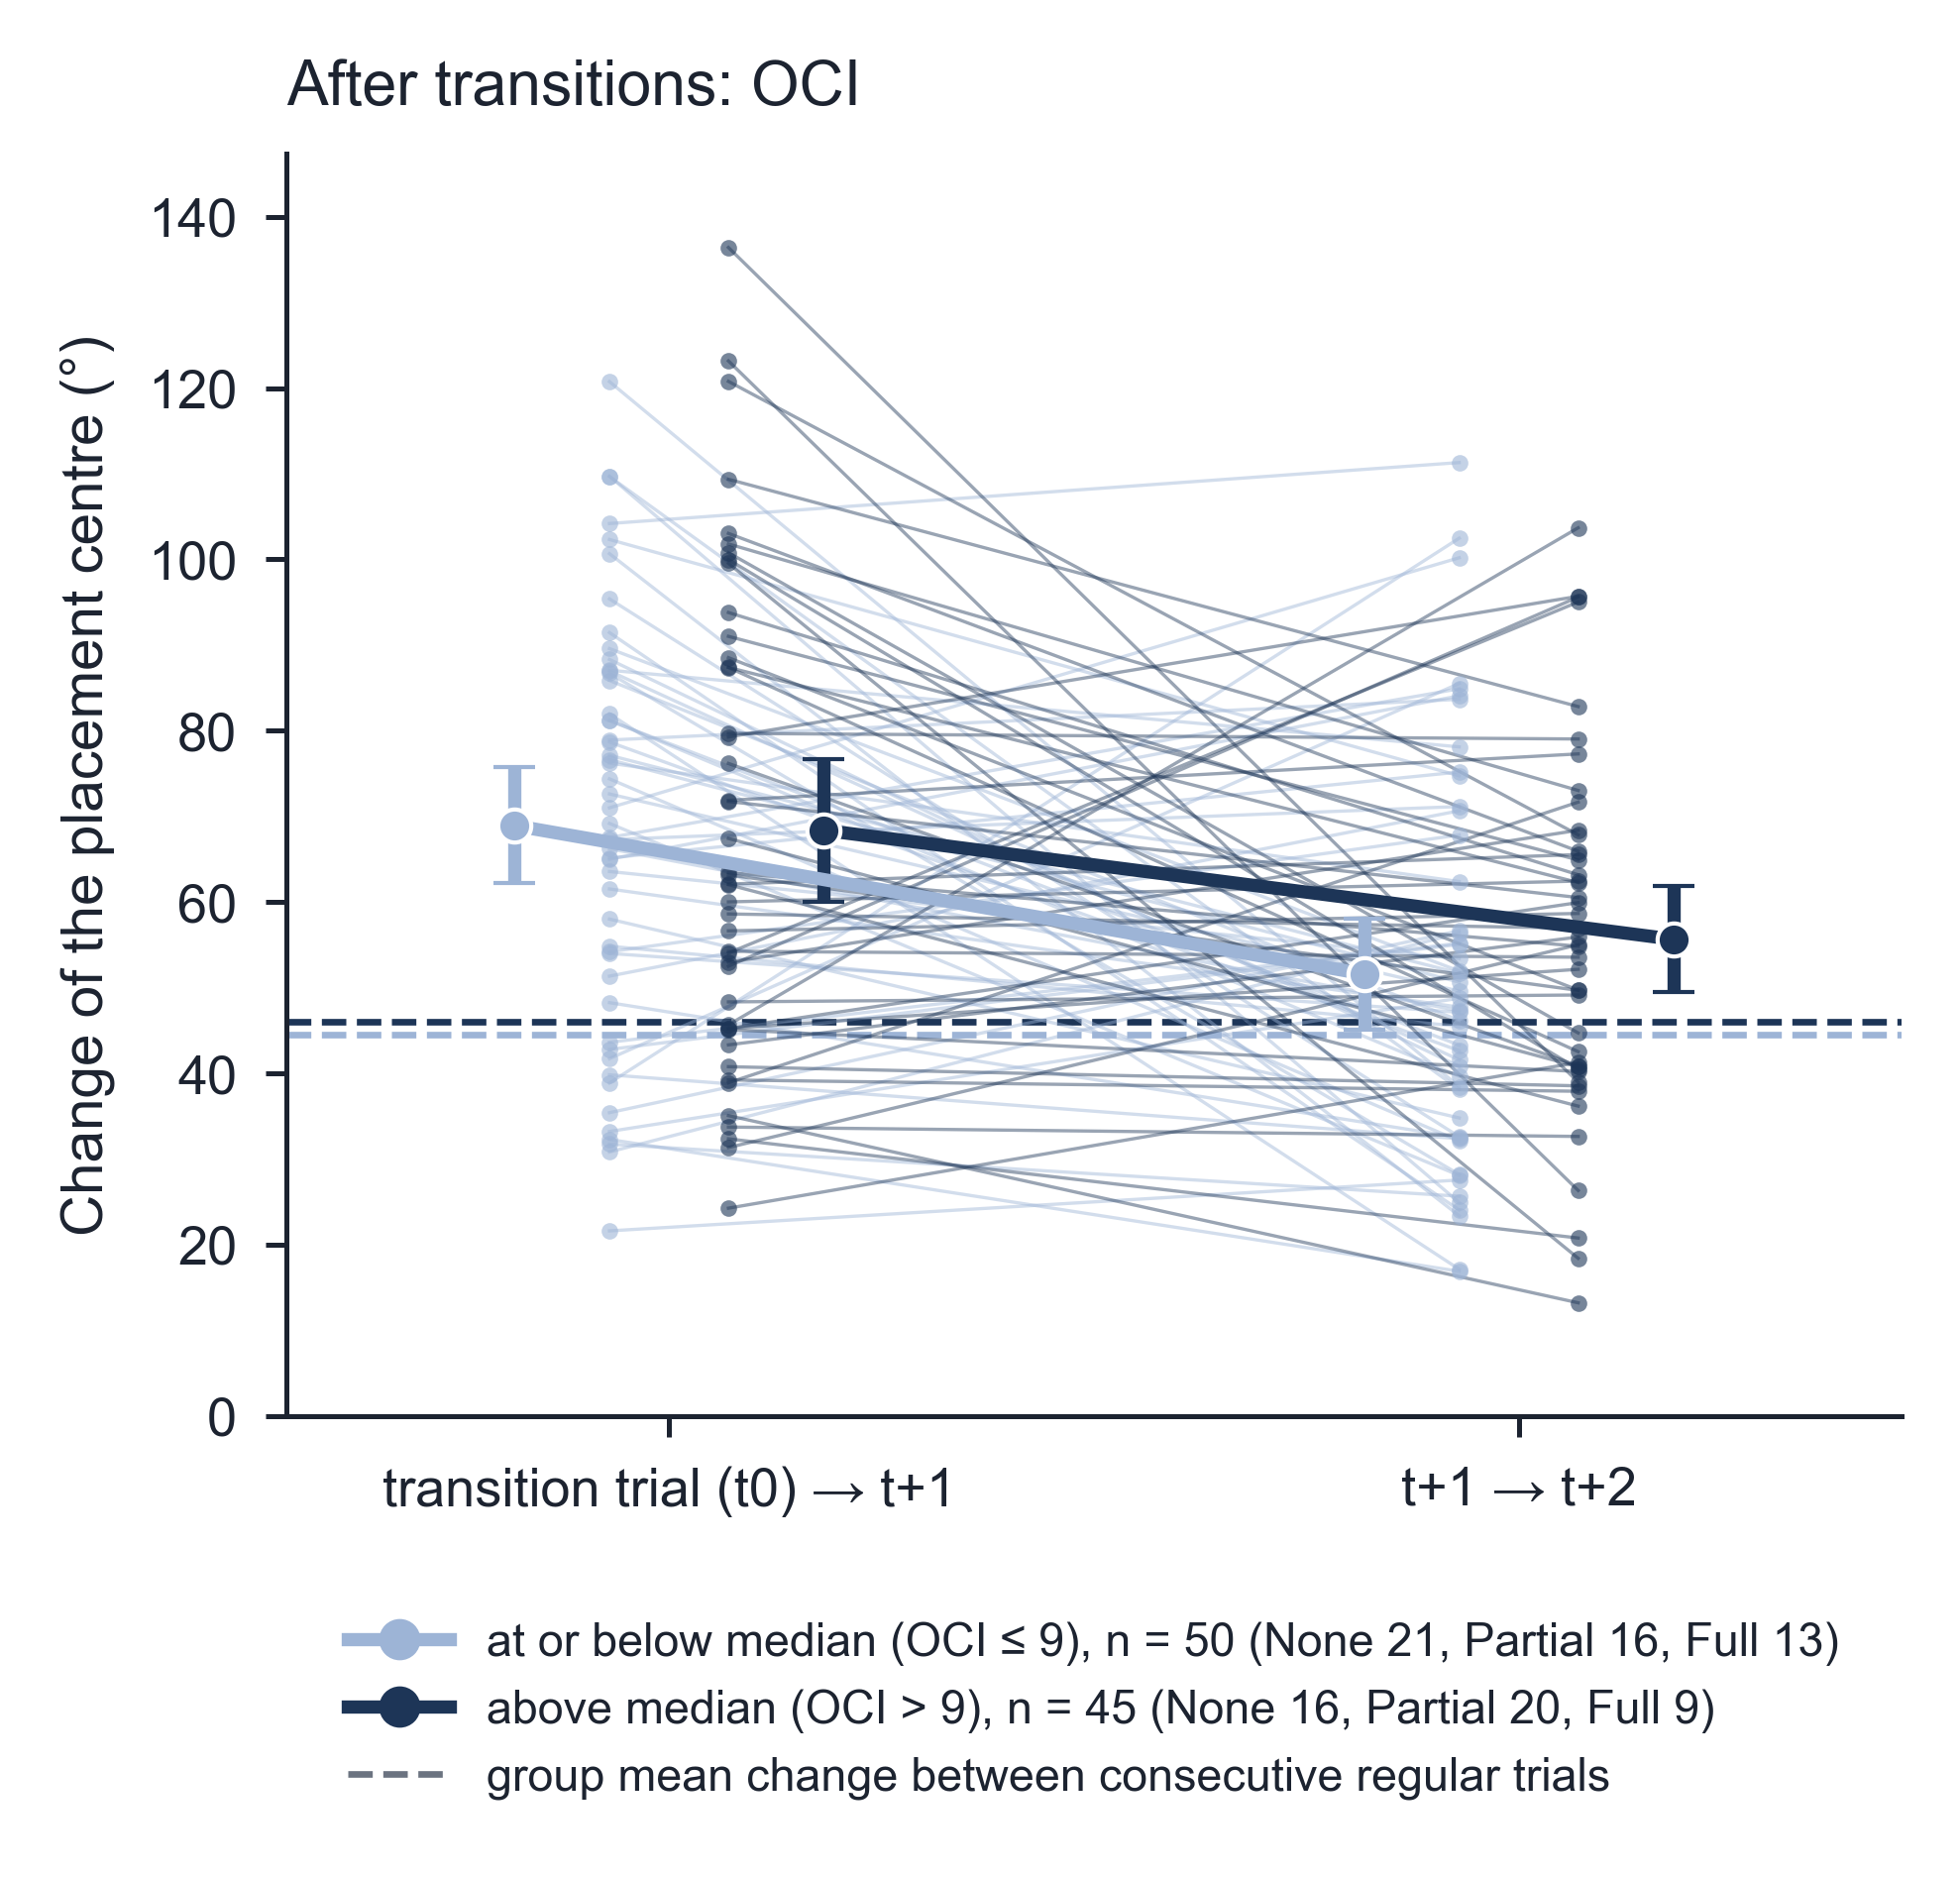 After transitions: OCI
Change of the placement centre (°)
140
120
100
80
60
40
20
0
transition trial (t0) → t+1
t+1 → t+2
at or below median (OCI ≤ 9), n = 50 (None 21, Partial 16, Full 13)
above median (OCI > 9), n = 45 (None 16, Partial 20, Full 9)
group mean change between consecutive regular trials